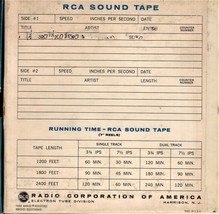 RCA SOUND TAPE
SIDE #1 SPEED INCHES PER SECOND DATE
TITLE ARTIST COUNTER NUMBER
SIDE #2 SPEED INCHES PER SECOND DATE
TITLE ARTIST COUNTER NUMBER
RUNNING TIME-RCA SOUND TAPE
(7" REELS)
TAPE LENGTH SINGLE TRACK DUAL TRACK
3¾ IPS 7½ IPS 3¾ IPS 7½ IPS
1200 FEET 60 MIN. 30 MIN. 120 MIN. 60 MIN.
1800 FEET 90 MIN. 45 MIN. 180 MIN. 90 MIN.
2400 FEET 120 MIN. 60 MIN. 240 MIN. 120 MIN.
RADIO CORPORATION OF AMERICA
ELECTRON TUBE DIVISION HARRISON, N. J.